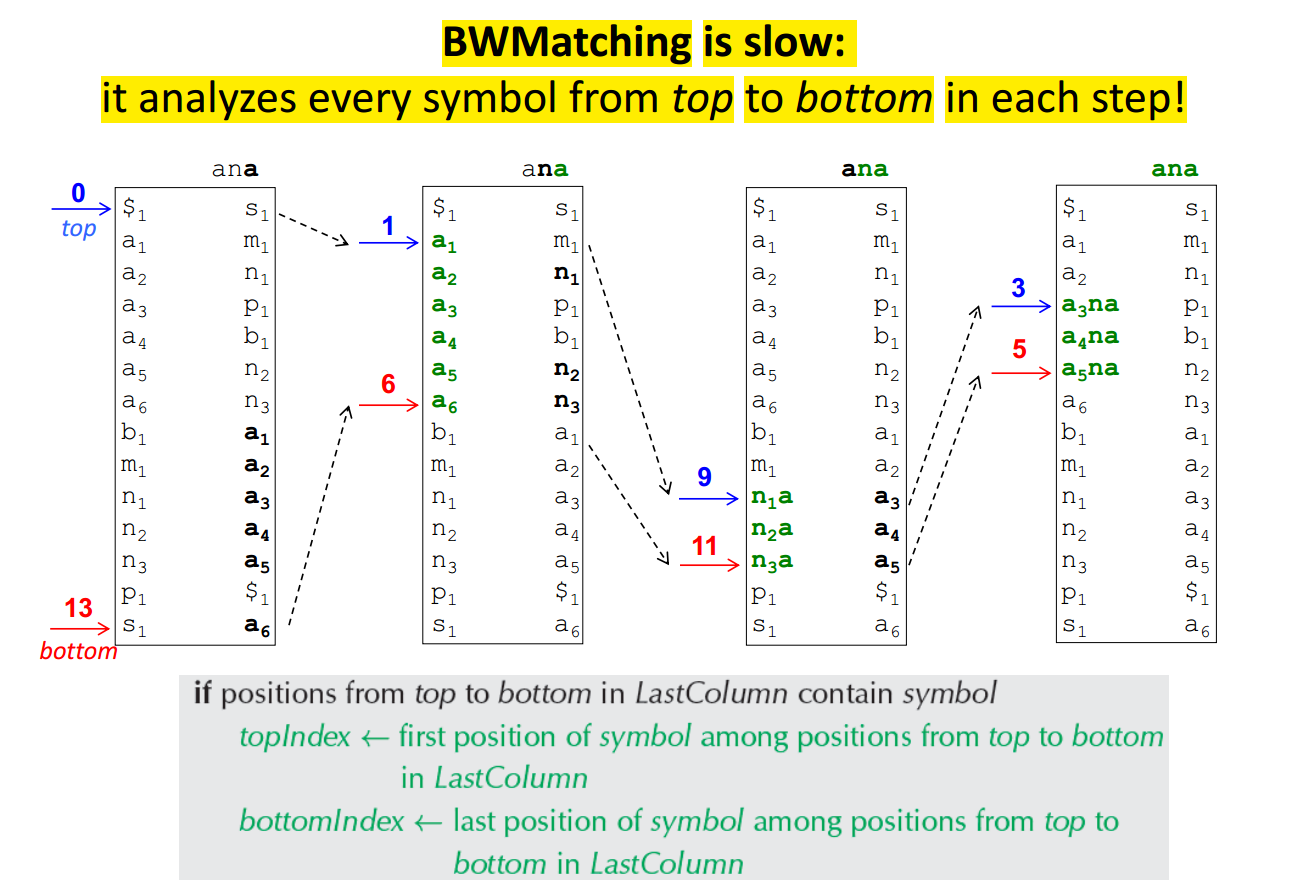 BWMatching is slow:
it analyzes every symbol from top to bottom in each step!
ana ana ana ana
0 top
$₁ s₁ $₁ s₁ $₁ s₁ $₁ s₁
a₁ m₁ 1 a₁ m₁ a₁ m₁ a₁ m₁
a₂ n₁ a₂ n₁ a₂ n₁ a₂ n₁
a₃ p₁ a₃ p₁ a₃ p₁ 3 a₃na p₁
a₄ b₁ a₄ b₁ a₄ b₁ a₄na b₁
a₅ n₂ a₅ n₂ a₅ n₂ 5 a₅na n₂
a₆ n₃ 6 a₆ n₃ a₆ n₃ a₆ n₃
b₁ a₁ b₁ a₁ b₁ a₁ b₁ a₁
m₁ a₂ m₁ a₂ m₁ a₂ m₁ a₂
n₁ a₃ n₁ a₃ 9 n₁a a₃ n₁ a₃
n₂ a₄ n₂ a₄ n₂a a₄ n₂ a₄
n₃ a₅ n₃ a₅ 11 n₃a a₅ n₃ a₅
p₁ $₁ p₁ $₁ p₁ $₁ p₁ $₁
13 s₁ a₆ s₁ a₆ s₁ a₆ s₁ a₆
bottom
if positions from top to bottom in LastColumn contain symbol
topIndex ← first position of symbol among positions from top to bottom
in LastColumn
bottomIndex ← last position of symbol among positions from top to
bottom in LastColumn